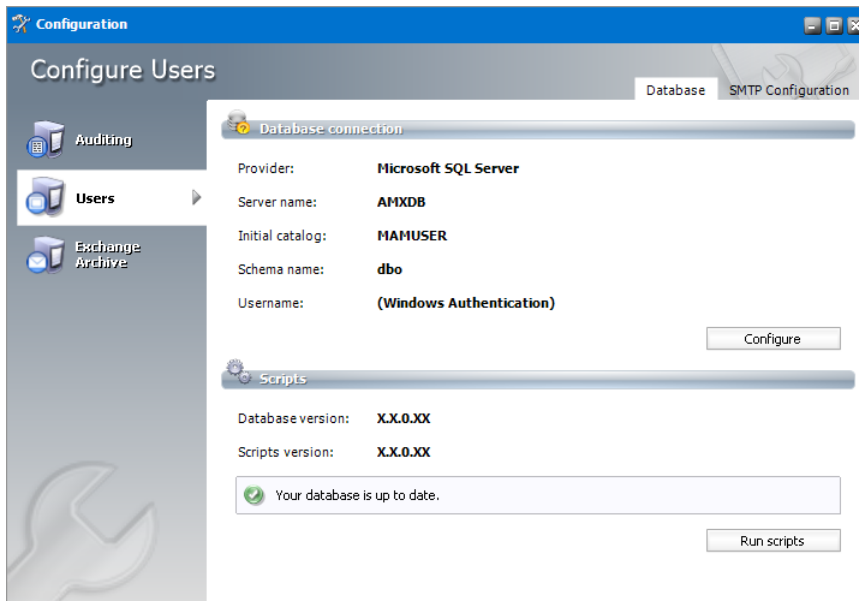 Configuration
Configure Users
Database SMTP Configuration
Auditing
Users
Exchange
Archive
Database connection
Provider: Microsoft SQL Server
Server name: AMXDB
Initial catalog: MAMUSER
Schema name: dbo
Username: (Windows Authentication)
Configure
Scripts
Database version: X.X.0.XX
Scripts version: X.X.0.XX
Your database is up to date.
Run scripts